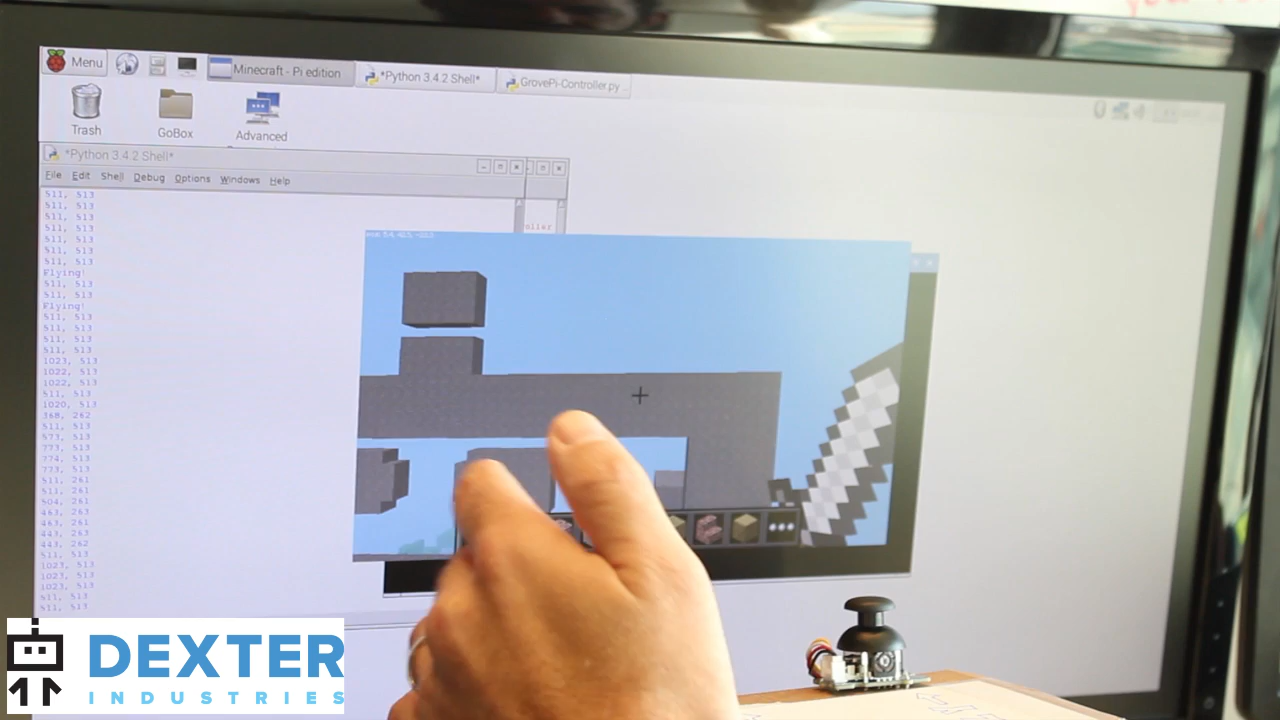 Menu
Minecraft - Pi edition
*Python 3.4.2 Shell*
GrovePi-Controller.py ..
Trash
GoBox
Advanced
*Python 3.4.2 Shell*
File Edit Shell Debug Options Windows Help
511, 513
511, 513
511, 513
511, 513
511, 513
511, 513
511, 513
Flying!
511, 513
511, 513
Flying!
511, 513
511, 513
511, 513
511, 513
1023, 513
1022, 513
1022, 513
511, 513
1020, 513
368, 262
511, 513
573, 513
773, 513
774, 513
773, 513
511, 261
511, 261
504, 261
463, 263
463, 261
443, 263
443, 262
511, 513
1023, 513
1023, 513
1023, 513
511, 513
511, 513
DEXTER
INDUSTRIES